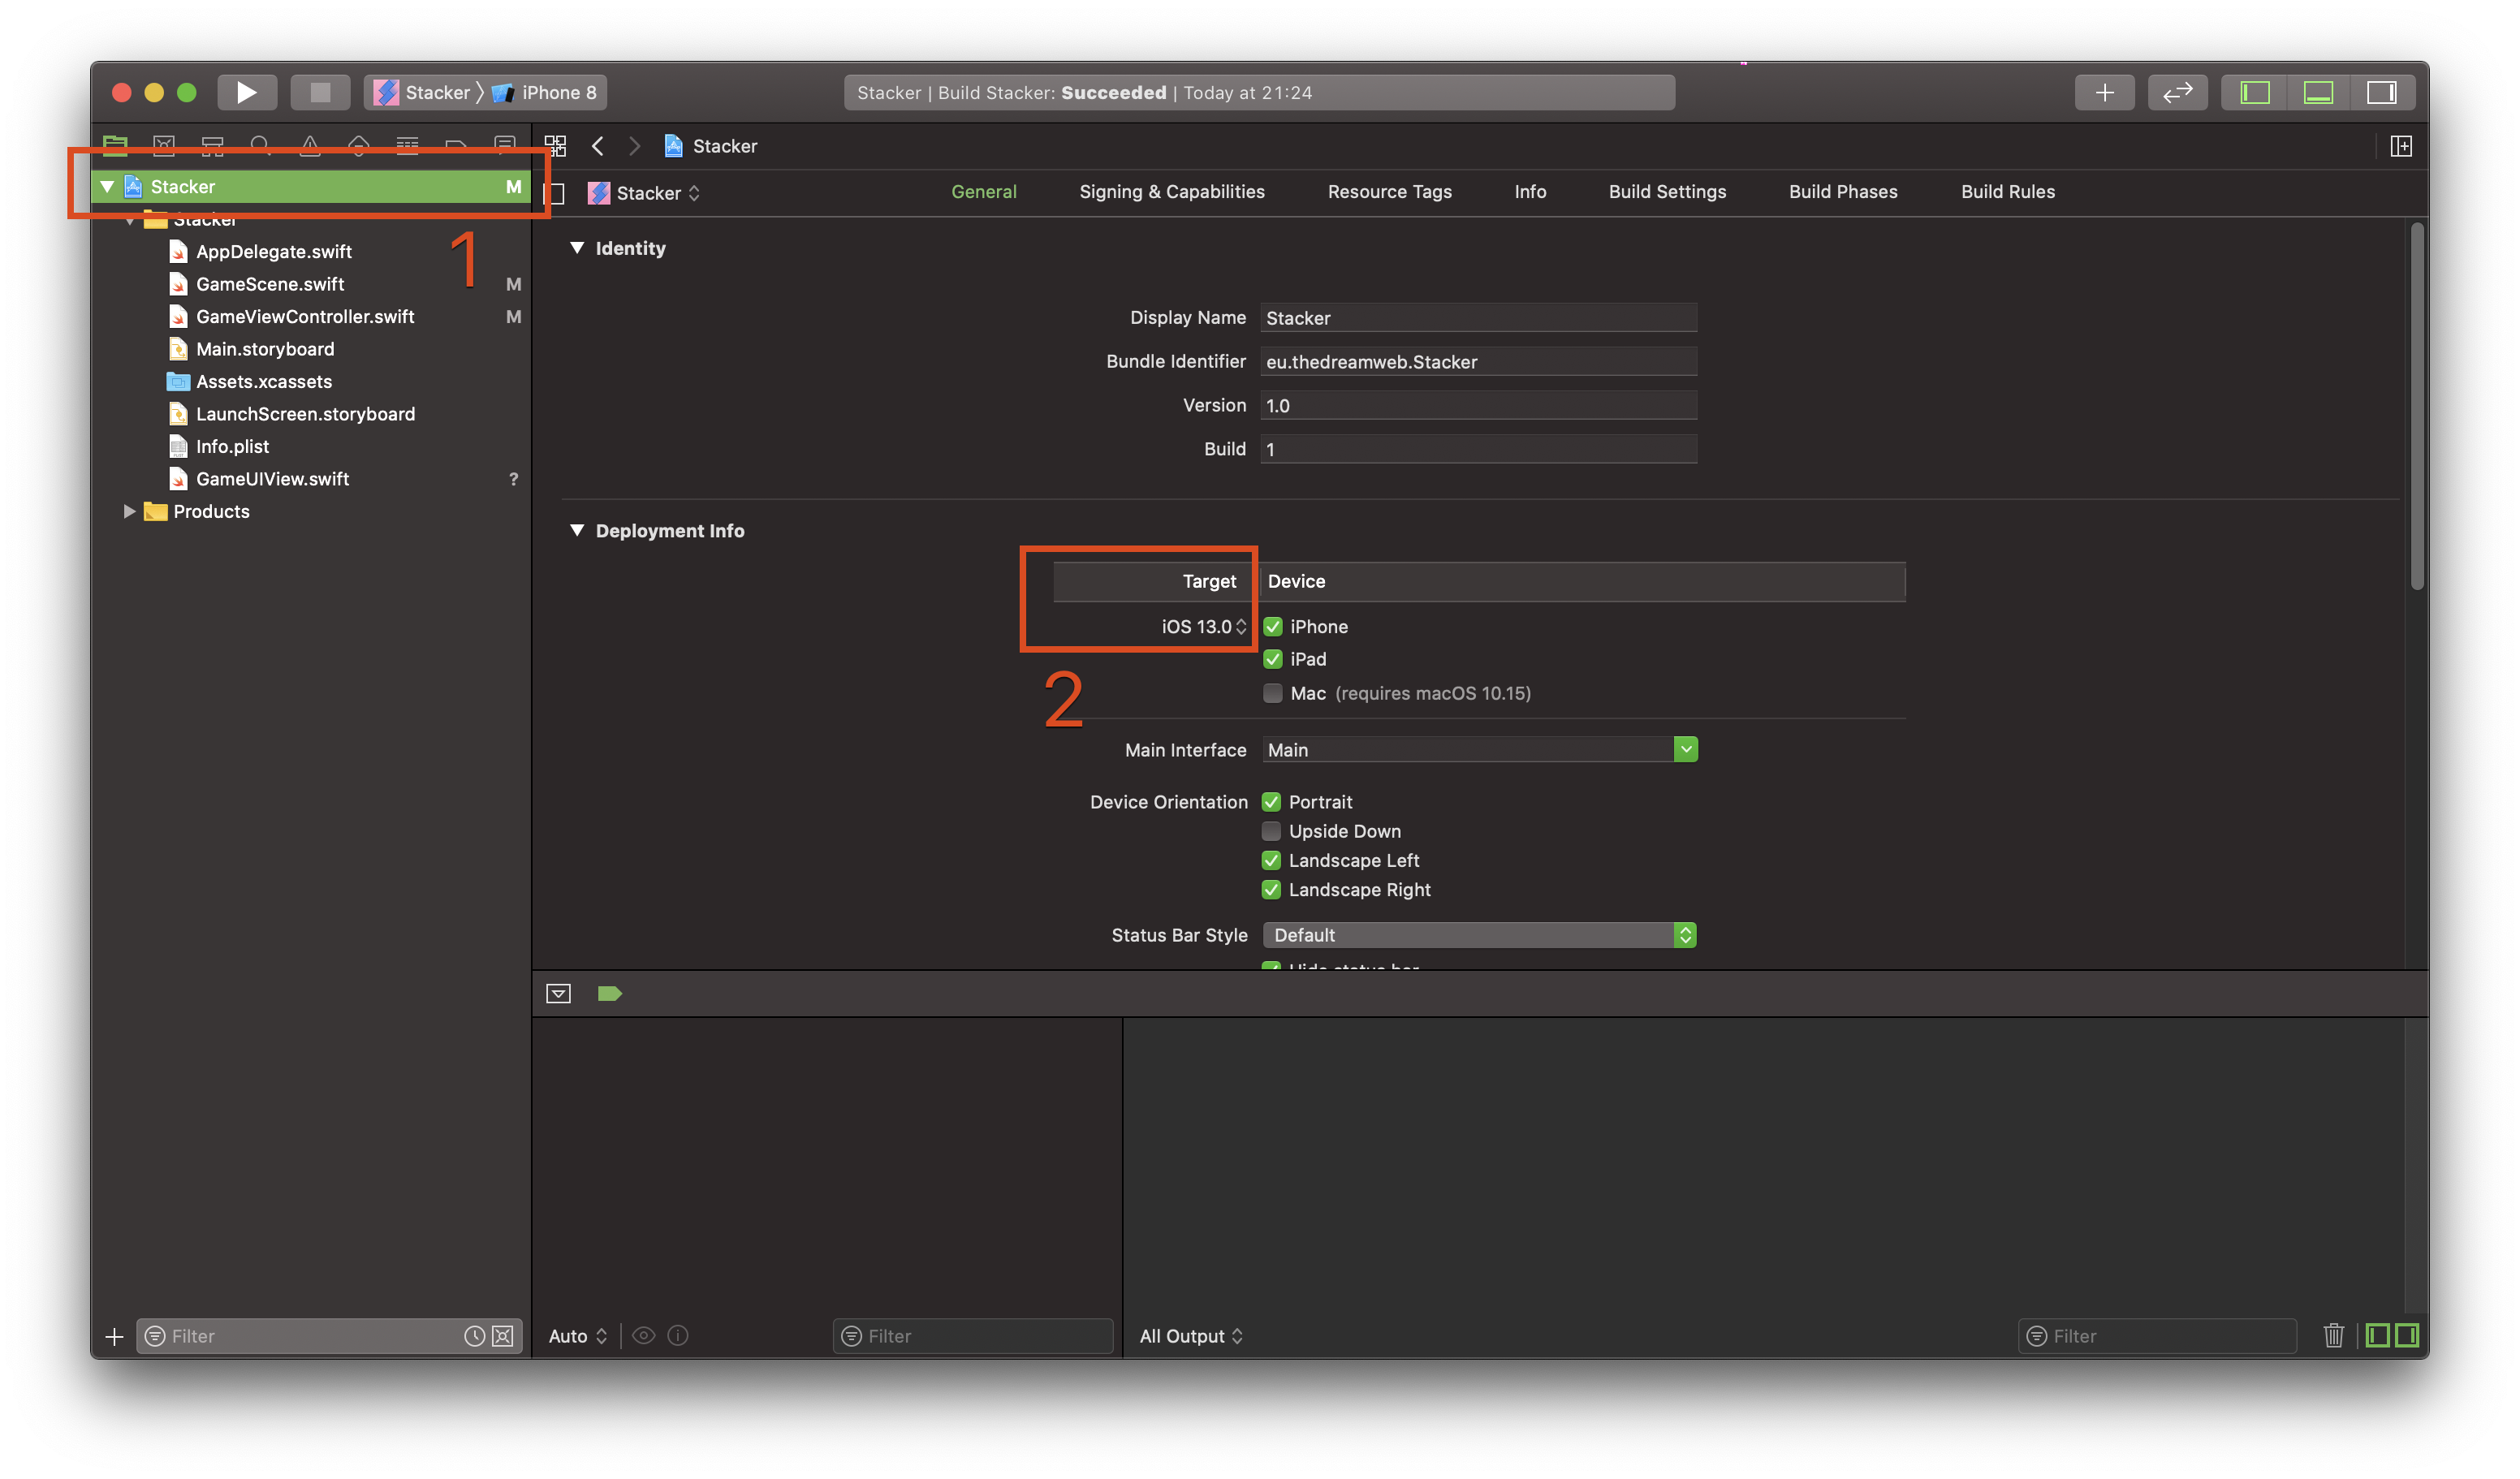 Stacker 〉 iPhone 8
Stacker | Build Stacker: Succeeded | Today at 21:24
Stacker
Stacker M
Stacker
General Signing & Capabilities Resource Tags Info Build Settings Build Phases Build Rules
Stacker
AppDelegate.swift
1
GameScene.swift M
GameViewController.swift M
Main.storyboard
Assets.xcassets
LaunchScreen.storyboard
Info.plist
GameUIView.swift ?
Products
Identity
Display Name Stacker
Bundle Identifier eu.thedreamweb.Stacker
Version 1.0
Build 1
Deployment Info
Target Device
iOS 13.0 iPhone
iPad
2
Mac (requires macOS 10.15)
Main Interface Main
Device Orientation Portrait
Upside Down
Landscape Left
Landscape Right
Status Bar Style Default
Hide status bar
Filter
Auto
Filter
All Output
Filter